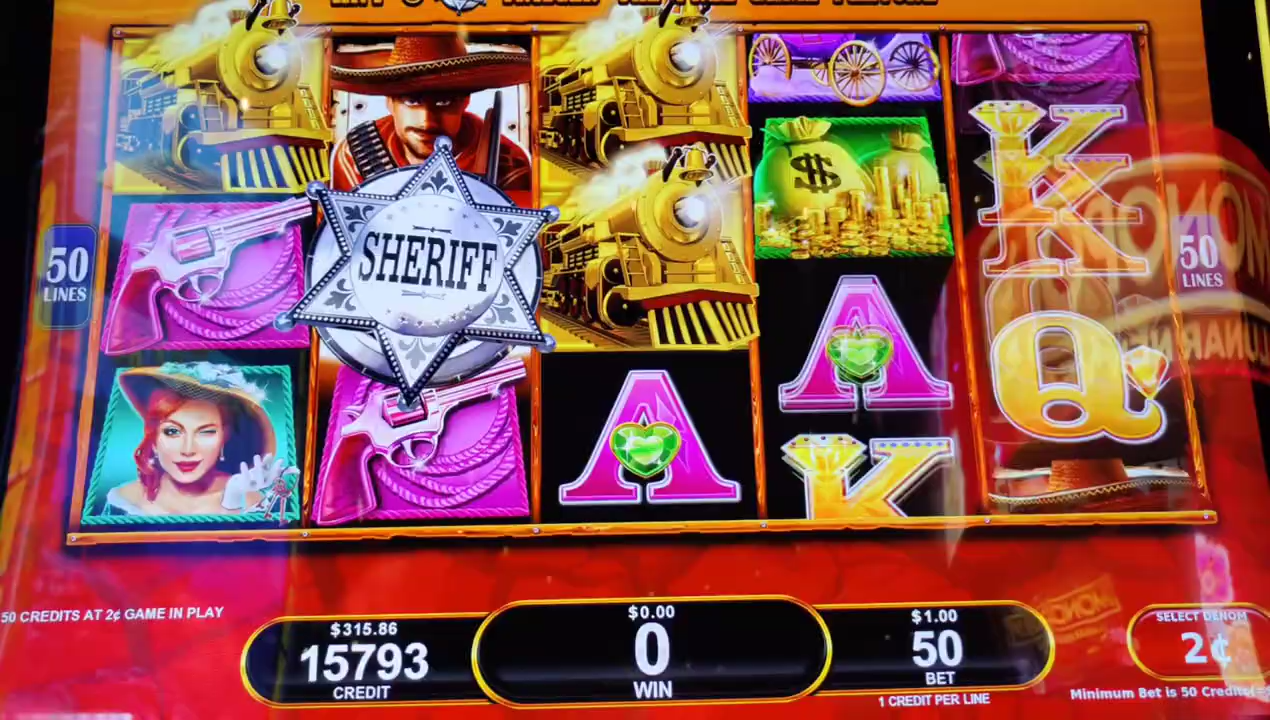 $
50
LINES
SHERIFF
K
K
50
LINES
Q
A
A
K
50 CREDITS AT 2¢ GAME IN PLAY
$315.86
15793
CREDIT
$0.00
0
WIN
$1.00
50
BET
1 CREDIT PER LINE
SELECT DENOM
2¢
Minimum Bet is 50 Credits